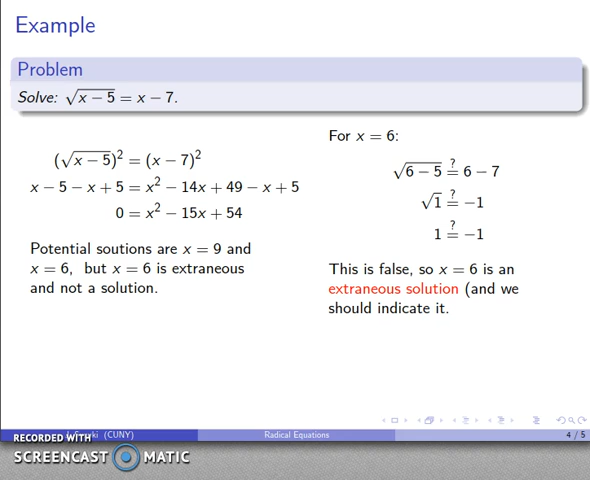 Example
Problem
Solve: √(x − 5) = x − 7.
(√(x − 5))² = (x − 7)²
x − 5 − x + 5 = x² − 14x + 49 − x + 5
0 = x² − 15x + 54
Potential soutions are x = 9 and
x = 6, but x = 6 is extraneous
and not a solution.
For x = 6:
√(6 − 5) ≟ 6 − 7
√1 ≟ −1
1 ≟ −1
This is false, so x = 6 is an
extraneous solution (and we
should indicate it.
(CUNY)
Radical Equations
4 / 5
RECORDED WITH
SCREENCAST MATIC